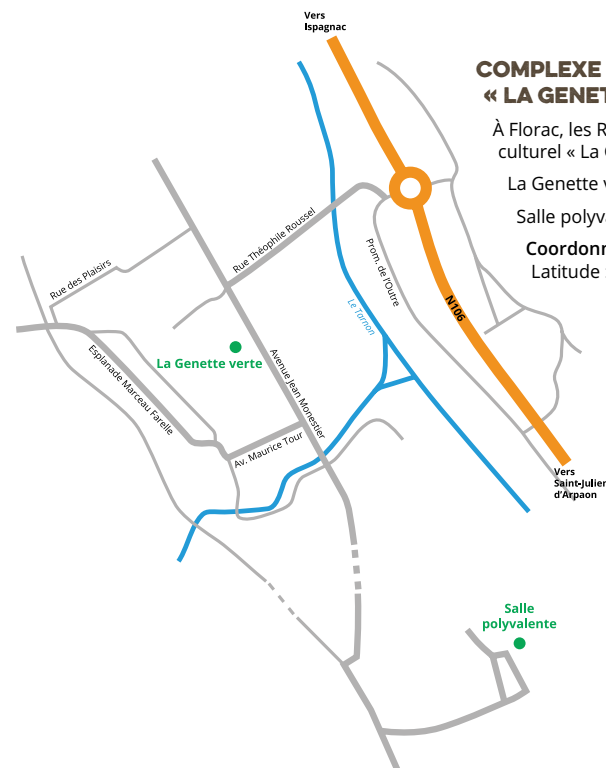 Vers
Ispagnac
COMPLEXE
« LA GENET
À Florac, les R
culturel « La
La Genette v
Salle polyva
Coordonn
Latitude :
Rue Théophile Roussel
Prom. de l'Outre
Rue des Plaisirs
N106
Le Tarnon
La Genette verte
Avenue Jean Monestier
Esplanade Marceau Farelle
Av. Maurice Tour
Vers
Saint-Julien
d'Arpaon
Salle
polyvalente